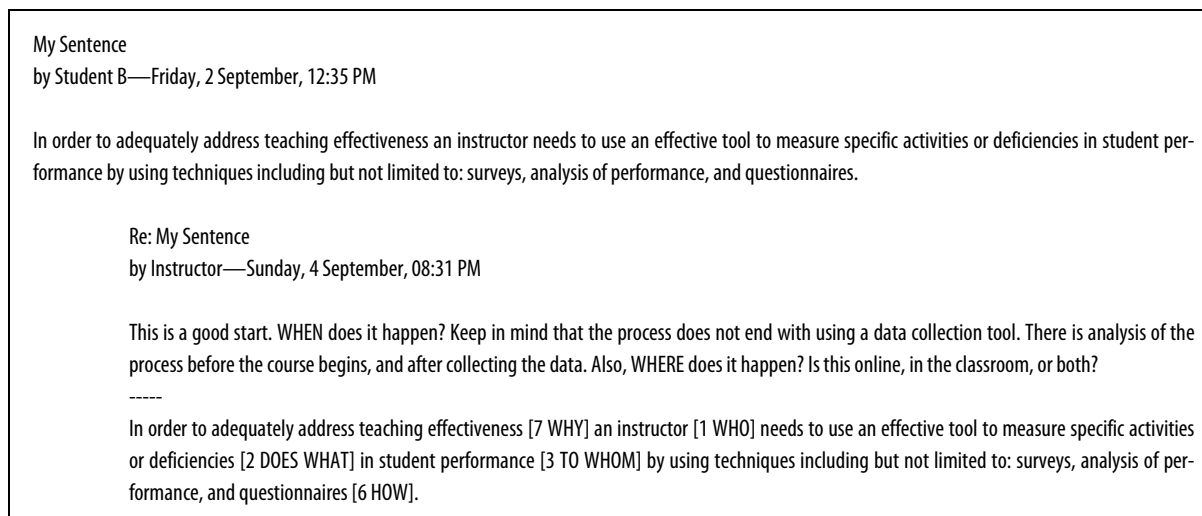 My Sentence
by Student B—Friday, 2 September, 12:35 PM
In order to adequately address teaching effectiveness an instructor needs to use an effective tool to measure specific activities or deficiencies in student per-
formance by using techniques including but not limited to: surveys, analysis of performance, and questionnaires.
Re: My Sentence
by Instructor—Sunday, 4 September, 08:31 PM
This is a good start. WHEN does it happen? Keep in mind that the process does not end with using a data collection tool. There is analysis of the
process before the course begins, and after collecting the data. Also, WHERE does it happen? Is this online, in the classroom, or both?
-----
In order to adequately address teaching effectiveness [7 WHY] an instructor [1 WHO] needs to use an effective tool to measure specific activities
or deficiencies [2 DOES WHAT] in student performance [3 TO WHOM] by using techniques including but not limited to: surveys, analysis of per-
formance, and questionnaires [6 HOW].